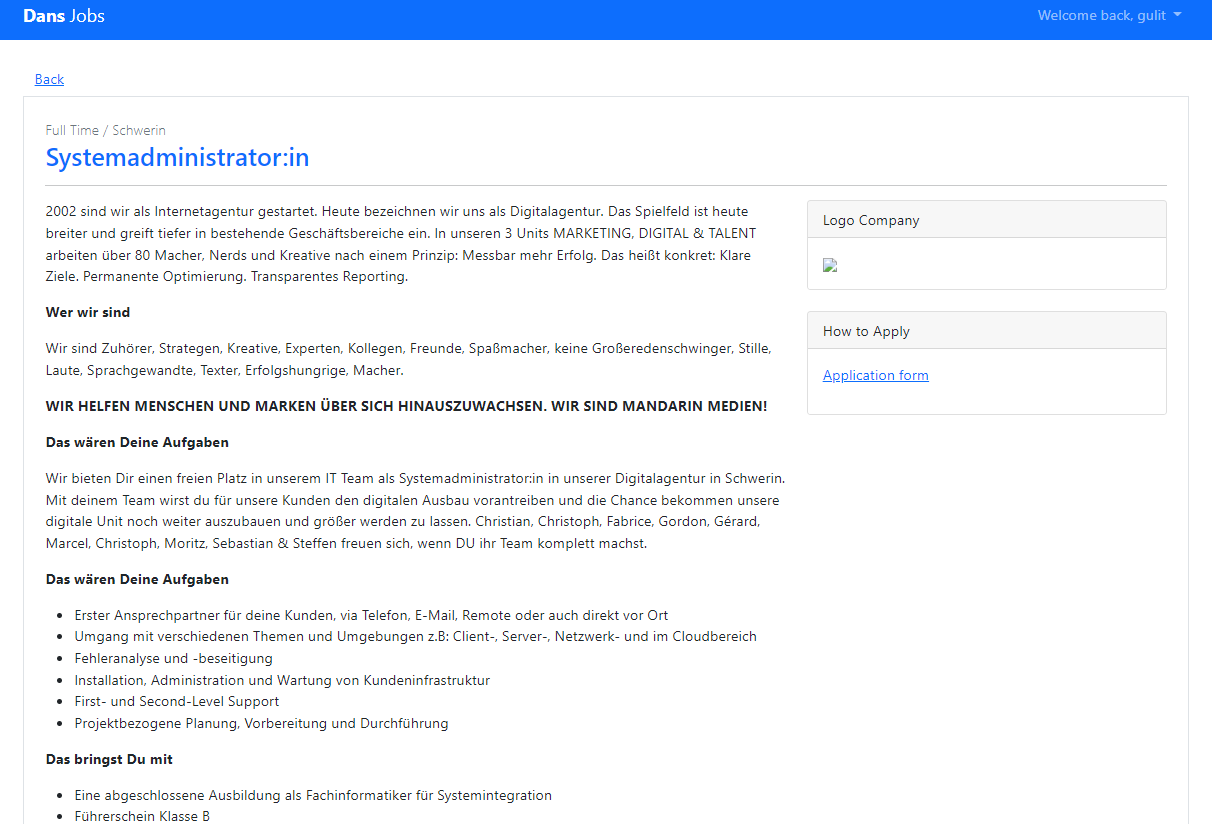 Dans Jobs
Welcome back, gulit
Back
Full Time / Schwerin
Systemadministrator:in
2002 sind wir als Internetagentur gestartet. Heute bezeichnen wir uns als Digitalagentur. Das Spielfeld ist heute
breiter und greift tiefer in bestehende Geschäftsbereiche ein. In unseren 3 Units MARKETING, DIGITAL & TALENT
arbeiten über 80 Macher, Nerds und Kreative nach einem Prinzip: Messbar mehr Erfolg. Das heißt konkret: Klare
Ziele. Permanente Optimierung. Transparentes Reporting.
Wer wir sind
Wir sind Zuhörer, Strategen, Kreative, Experten, Kollegen, Freunde, Spaßmacher, keine Großeredenschwinger, Stille,
Laute, Sprachgewandte, Texter, Erfolgshungrige, Macher.
WIR HELFEN MENSCHEN UND MARKEN ÜBER SICH HINAUSZUWACHSEN. WIR SIND MANDARIN MEDIEN!
Das wären Deine Aufgaben
Wir bieten Dir einen freien Platz in unserem IT Team als Systemadministrator:in in unserer Digitalagentur in Schwerin.
Mit deinem Team wirst du für unsere Kunden den digitalen Ausbau vorantreiben und die Chance bekommen unsere
digitale Unit noch weiter auszubauen und größer werden zu lassen. Christian, Christoph, Fabrice, Gordon, Gérard,
Marcel, Christoph, Moritz, Sebastian & Steffen freuen sich, wenn DU ihr Team komplett machst.
Das wären Deine Aufgaben
Erster Ansprechpartner für deine Kunden, via Telefon, E-Mail, Remote oder auch direkt vor Ort
Umgang mit verschiedenen Themen und Umgebungen z.B: Client-, Server-, Netzwerk- und im Cloudbereich
Fehleranalyse und -beseitigung
Installation, Administration und Wartung von Kundeninfrastruktur
First- und Second-Level Support
Projektbezogene Planung, Vorbereitung und Durchführung
Das bringst Du mit
Eine abgeschlossene Ausbildung als Fachinformatiker für Systemintegration
Führerschein Klasse B
Logo Company
How to Apply
Application form